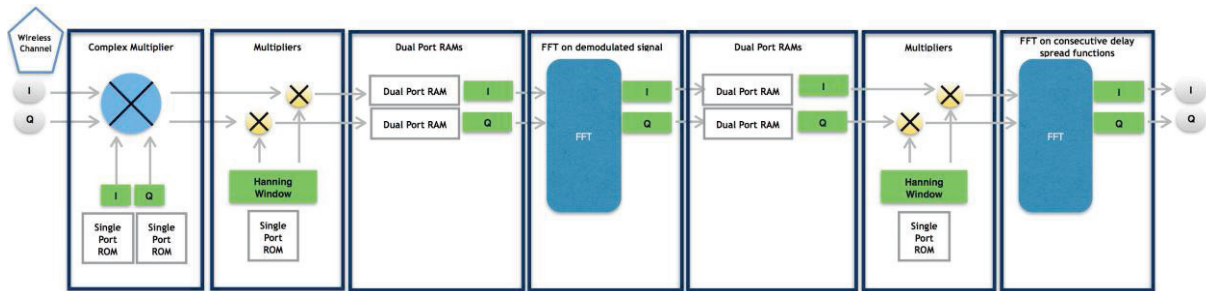 Wireless
Channel
I
Q
Complex Multiplier
I
Q
Single
Port
ROM
Single
Port
ROM
Multipliers
Hanning
Window
Single
Port
ROM
Dual Port RAMs
Dual Port RAM
I
Dual Port RAM
Q
FFT on demodulated signal
FFT
I
Q
Dual Port RAMs
Dual Port RAM
I
Dual Port RAM
Q
Multipliers
Hanning
Window
Single
Port
ROM
FFT on consecutive delay
spread functions
FFT
I
Q
I
Q